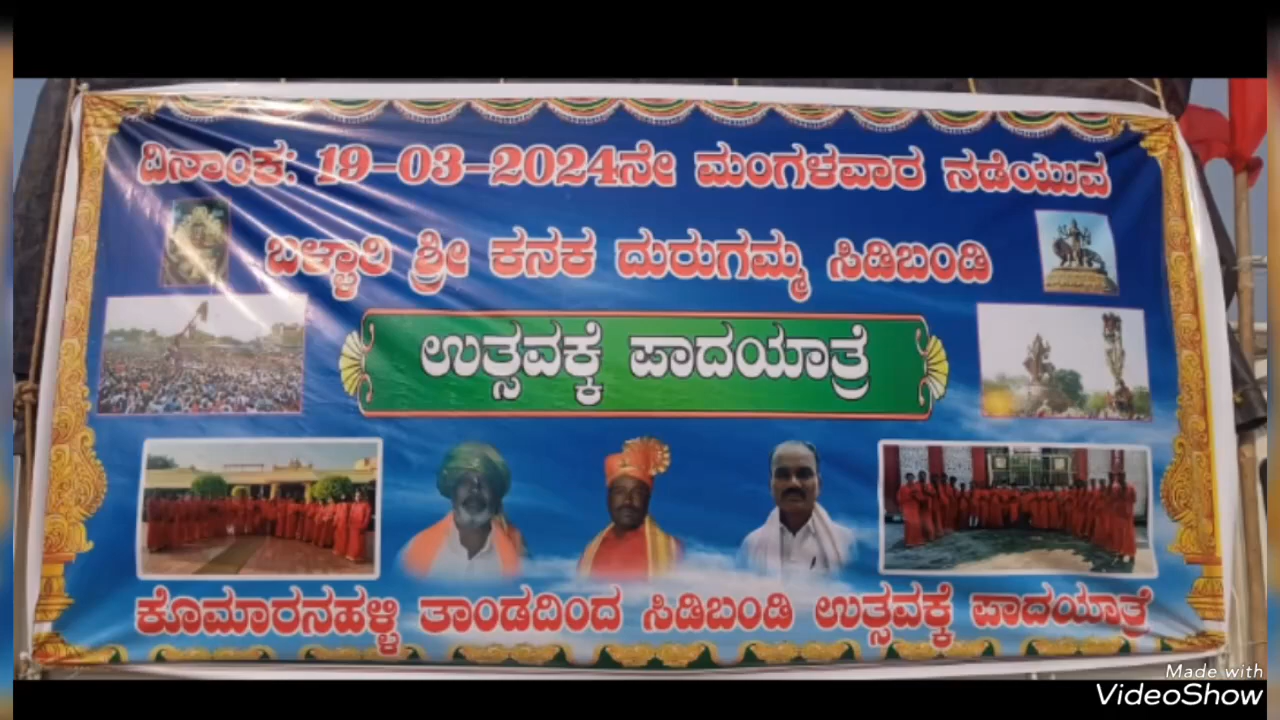 ದಿನಾಂಕ: 19-03-2024ನೇ ಮಂಗಳವಾರ ನಡೆಯುವ
ಬಳ್ಳಾರಿ ಶ್ರೀ ಕನಕ ದುರುಗಮ್ಮ ಸಿಡಿಬಂಡಿ
ಉತ್ಸವಕ್ಕೆ ಪಾದಯಾತ್ರೆ
ಕೊಮಾರನಹಳ್ಳಿ ತಾಂಡದಿಂದ ಸಿಡಿಬಂಡಿ ಉತ್ಸವಕ್ಕೆ ಪಾದಯಾತ್ರೆ
Made with
VideoShow